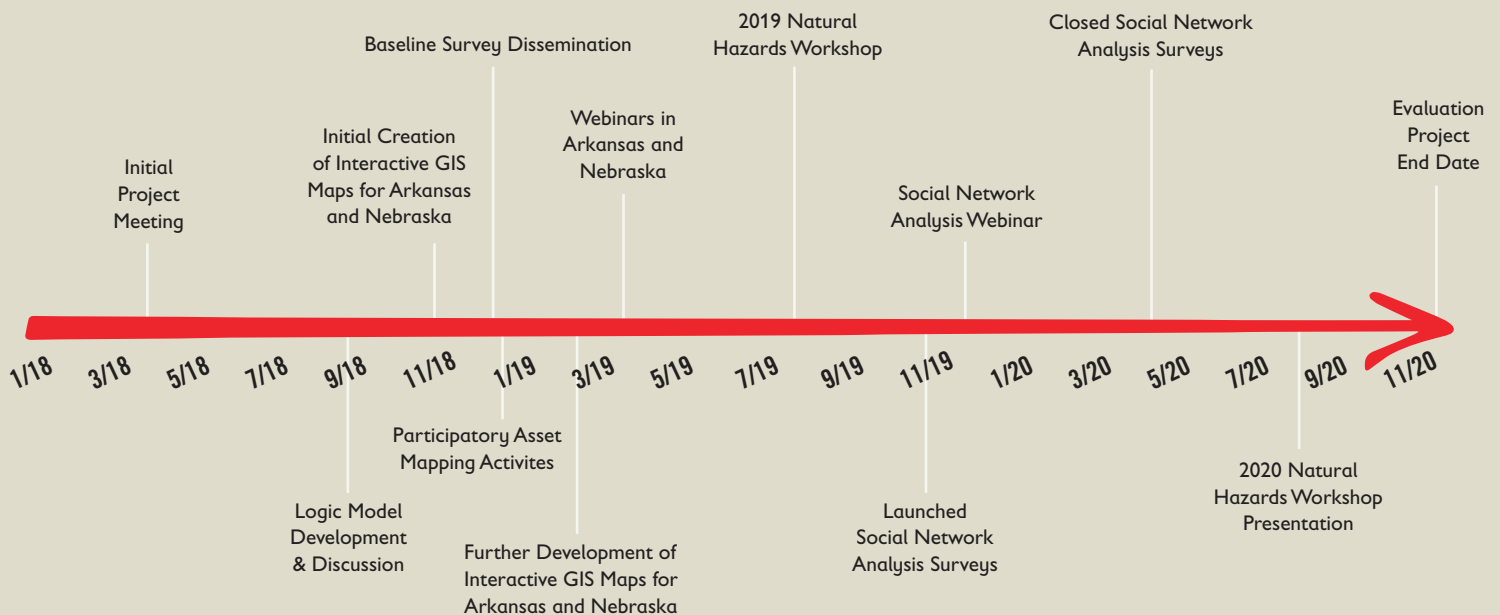 Baseline Survey Dissemination
2019 Natural
Hazards Workshop
Closed Social Network
Analysis Surveys
Initial
Project
Meeting
Initial Creation
of Interactive GIS
Maps for Arkansas
and Nebraska
Webinars in
Arkansas and
Nebraska
Social Network
Analysis Webinar
Evaluation
Project
End Date
1/18
3/18
5/18
7/18
9/18
11/18
1/19
3/19
5/19
7/19
9/19
11/19
1/20
3/20
5/20
7/20
9/20
11/20
Logic Model
Development
& Discussion
Participatory Asset
Mapping Activites
Further Development of
Interactive GIS Maps for
Arkansas and Nebraska
Launched
Social Network
Analysis Surveys
2020 Natural
Hazards Workshop
Presentation